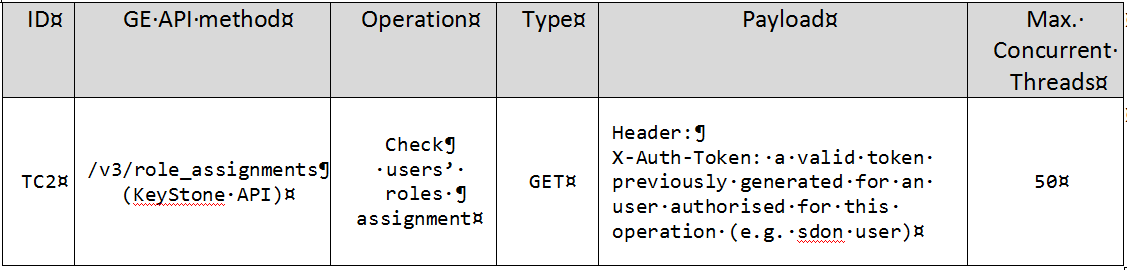 ID GE API method Operation Type Payload Max.
Concurrent
Threads
TC2
/v3/role_assignments
(KeyStone API)
Check
users’
roles
assignment
GET
Header:
X-Auth-Token: a valid token
previously generated for an
user authorised for this
operation (e.g. sdon user)
50